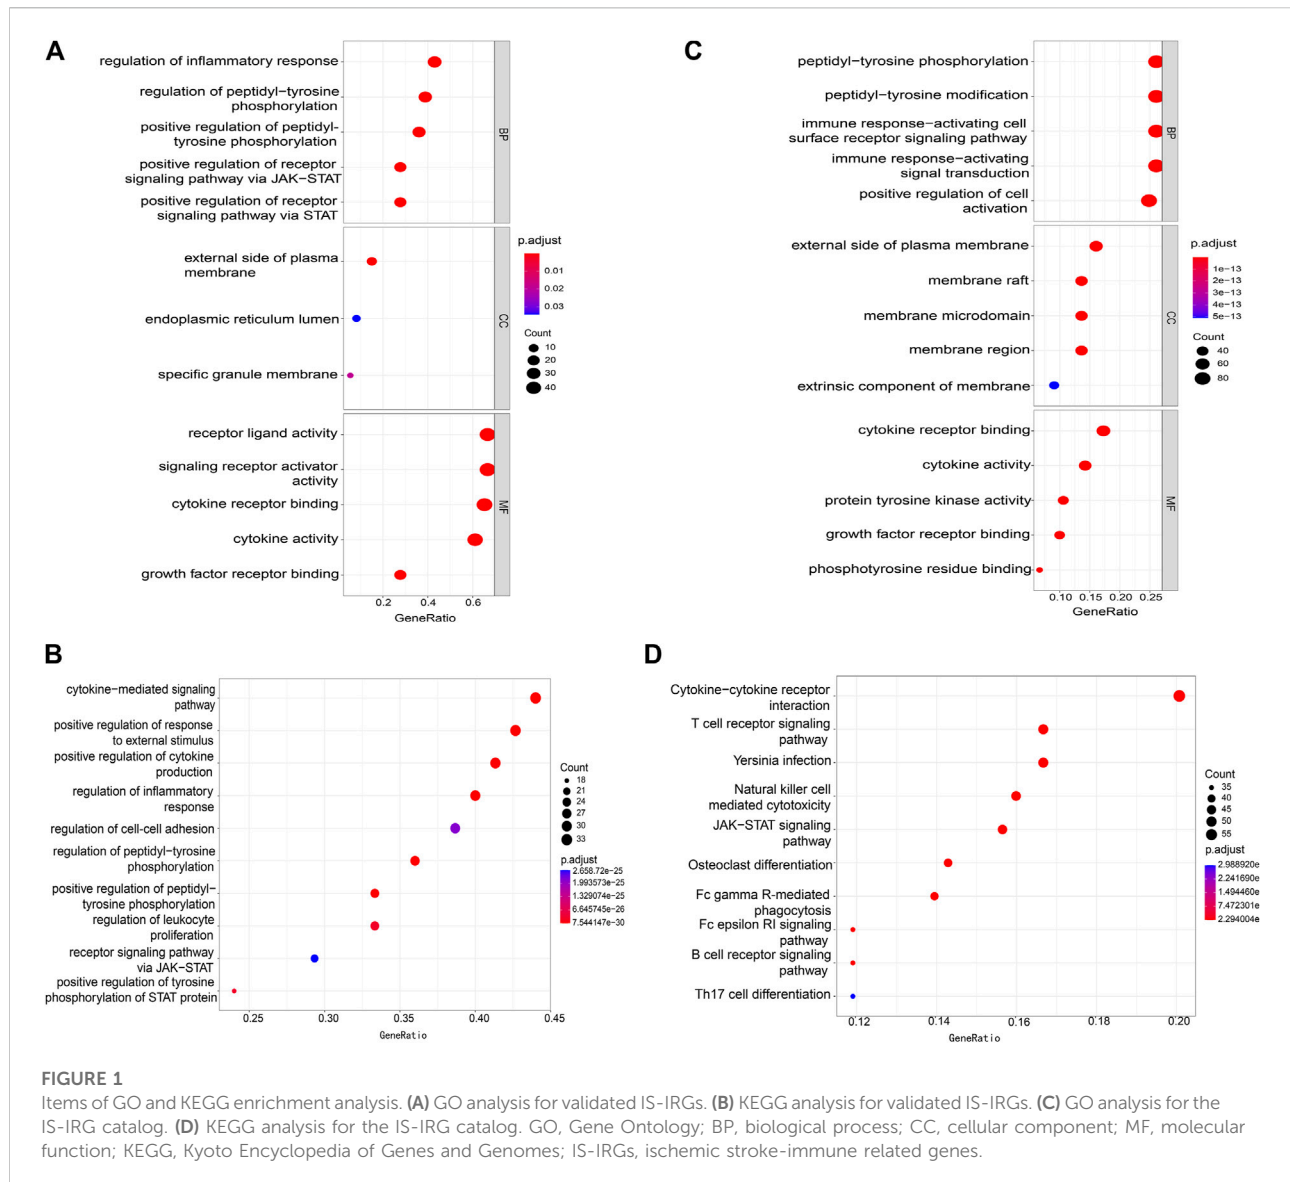 A
regulation of inflammatory response
regulation of peptidyl-tyrosine
phosphorylation
positive regulation of peptidyl-
tyrosine phosphorylation
positive regulation of receptor
signaling pathway via JAK-STAT
positive regulation of receptor
signaling pathway via STAT
BP
external side of plasma
membrane
endoplasmic reticulum lumen
specific granule membrane
CC
receptor ligand activity
signaling receptor activator
activity
cytokine receptor binding
cytokine activity
growth factor receptor binding
MF
0.2 0.4 0.6
GeneRatio
p.adjust
0.01
0.02
0.03
Count
10
20
30
40
C
peptidyl-tyrosine phosphorylation
peptidyl-tyrosine modification
immune response-activating cell
surface receptor signaling pathway
immune response-activating
signal transduction
positive regulation of cell
activation
BP
external side of plasma membrane
membrane raft
membrane microdomain
membrane region
extrinsic component of membrane
CC
cytokine receptor binding
cytokine activity
protein tyrosine kinase activity
growth factor receptor binding
phosphotyrosine residue binding
MF
0.10 0.15 0.20 0.25
GeneRatio
p.adjust
1e-13
2e-13
3e-13
4e-13
5e-13
Count
40
60
80
B
cytokine-mediated signaling
pathway
positive regulation of response
to external stimulus
positive regulation of cytokine
production
regulation of inflammatory
response
regulation of cell-cell adhesion
regulation of peptidyl-tyrosine
phosphorylation
positive regulation of peptidyl-
tyrosine phosphorylation
regulation of leukocyte
proliferation
receptor signaling pathway
via JAK-STAT
positive regulation of tyrosine
phosphorylation of STAT protein
0.25 0.30 0.35 0.40 0.45
GeneRatio
Count
18
21
24
27
30
33
p.adjust
2.658.72e-25
1.993573e-25
1.329074e-25
6.645745e-26
7.544147e-30
D
Cytokine-cytokine receptor
interaction
T cell receptor signaling
pathway
Yersinia infection
Natural killer cell
mediated cytotoxicity
JAK-STAT signaling
pathway
Osteoclast differentiation
Fc gamma R-mediated
phagocytosis
Fc epsilon RI signaling
pathway
B cell receptor signaling
pathway
Th17 cell differentiation
0.12 0.14 0.16 0.18 0.20
GeneRatio
Count
35
40
45
50
55
p.adjust
2.988920e
2.241690e
1.494460e
7.472301e
2.294004e
FIGURE 1
Items of GO and KEGG enrichment analysis. (A) GO analysis for validated IS-IRGs. (B) KEGG analysis for validated IS-IRGs. (C) GO analysis for the
IS-IRG catalog. (D) KEGG analysis for the IS-IRG catalog. GO, Gene Ontology; BP, biological process; CC, cellular component; MF, molecular
function; KEGG, Kyoto Encyclopedia of Genes and Genomes; IS-IRGs, ischemic stroke-immune related genes.